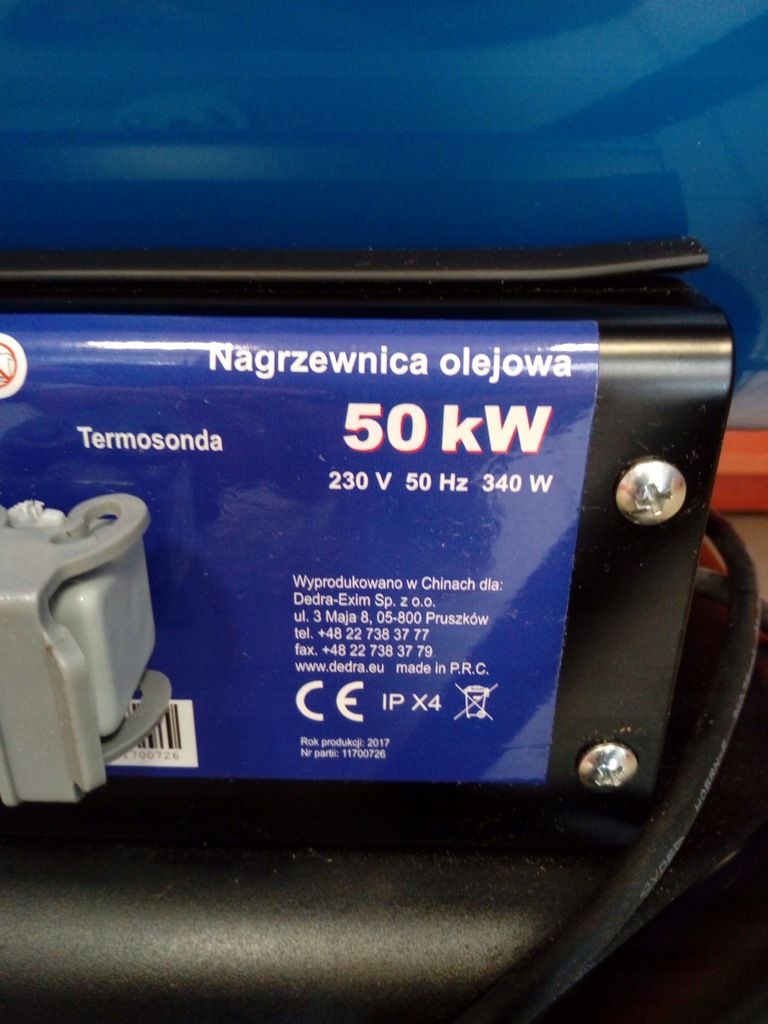 Nagrzewnica olejowa
50 kW
Termosonda
230 V 50 Hz 340 W
Wyprodukowano w Chinach dla:
Dedra-Exim Sp. z o.o.
ul. 3 Maja 8, 05-800 Pruszków
tel. +48 22 738 37 77
fax. +48 22 738 37 79
www.dedra.eu made in P.R.C.
CE IP X4
Rok produkcji: 2017
Nr partii: 11700726
1700726